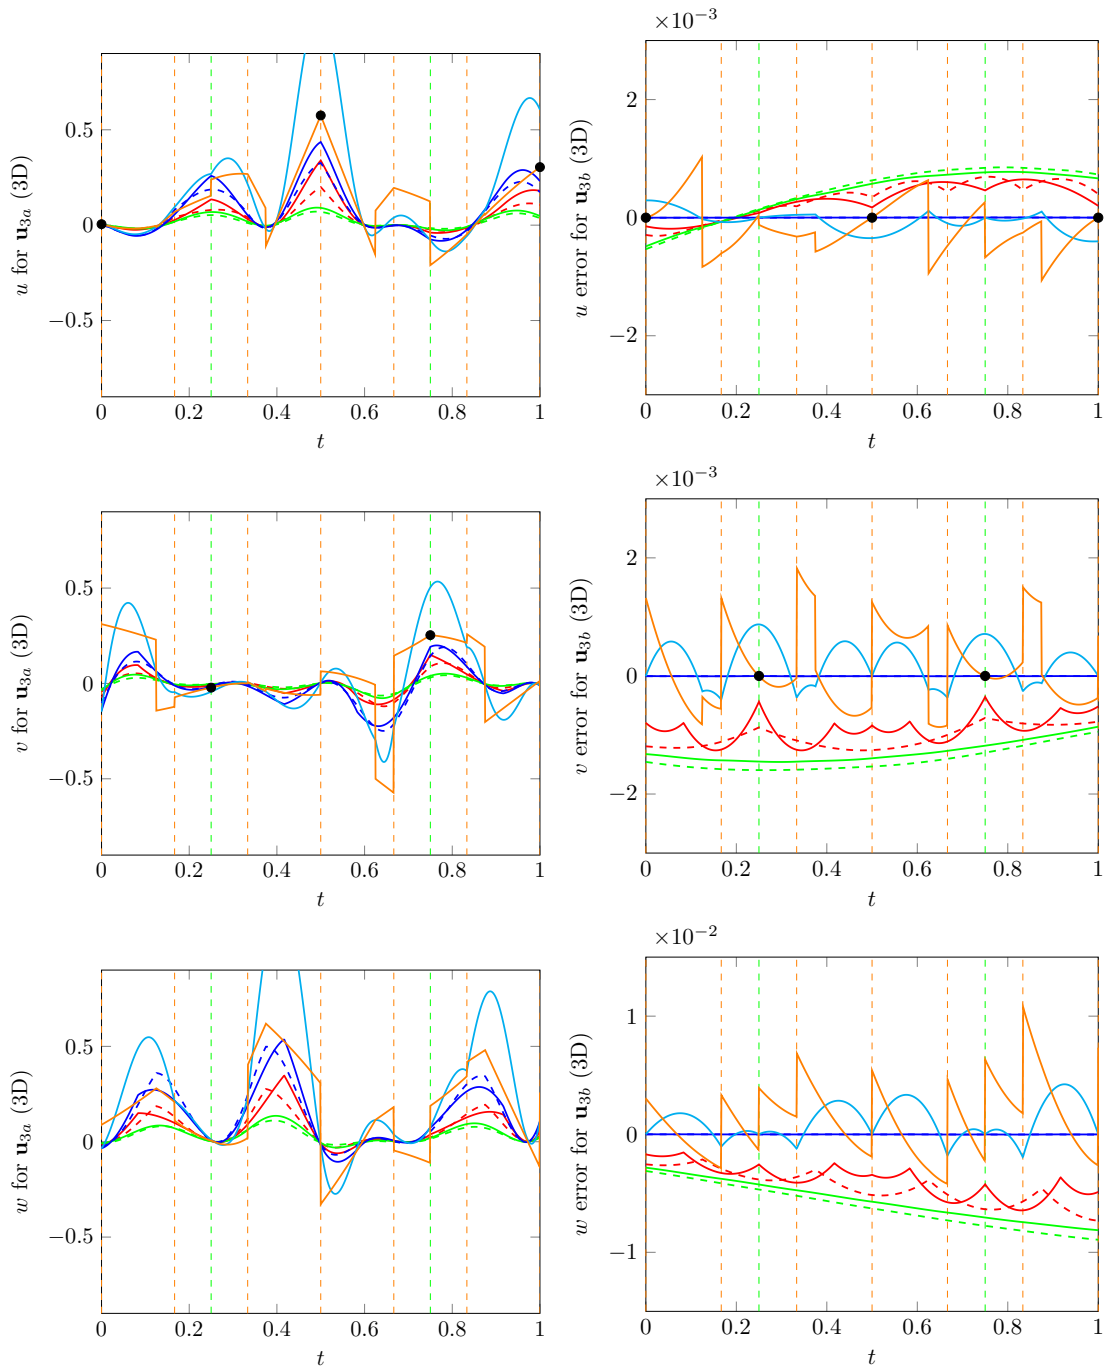 ×10⁻³
u for u₃ₐ (3D)
0.5
0
−0.5
0 0.2 0.4 0.6 0.8 1
t
u error for u₃b (3D)
2
0
−2
0 0.2 0.4 0.6 0.8 1
t
×10⁻³
v for u₃ₐ (3D)
0.5
0
−0.5
0 0.2 0.4 0.6 0.8 1
t
v error for u₃b (3D)
2
0
−2
0 0.2 0.4 0.6 0.8 1
t
×10⁻²
w for u₃ₐ (3D)
0.5
0
−0.5
0 0.2 0.4 0.6 0.8 1
t
w error for u₃b (3D)
1
0
−1
0 0.2 0.4 0.6 0.8 1
t